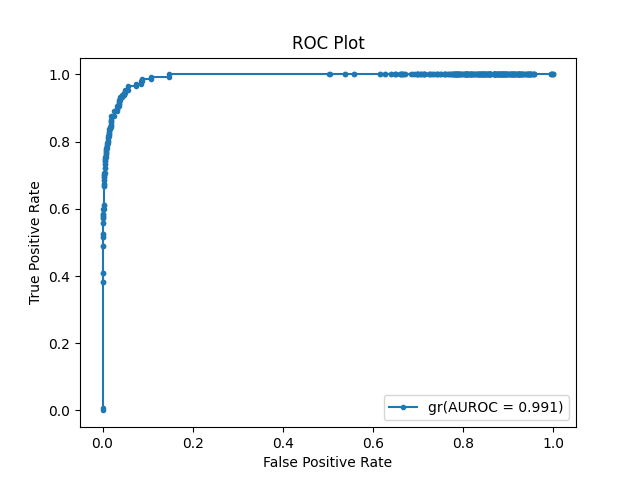 ROC Plot
True Positive Rate
1.0
0.8
0.6
0.4
0.2
0.0
gr(AUROC = 0.991)
0.0 0.2 0.4 0.6 0.8 1.0
False Positive Rate